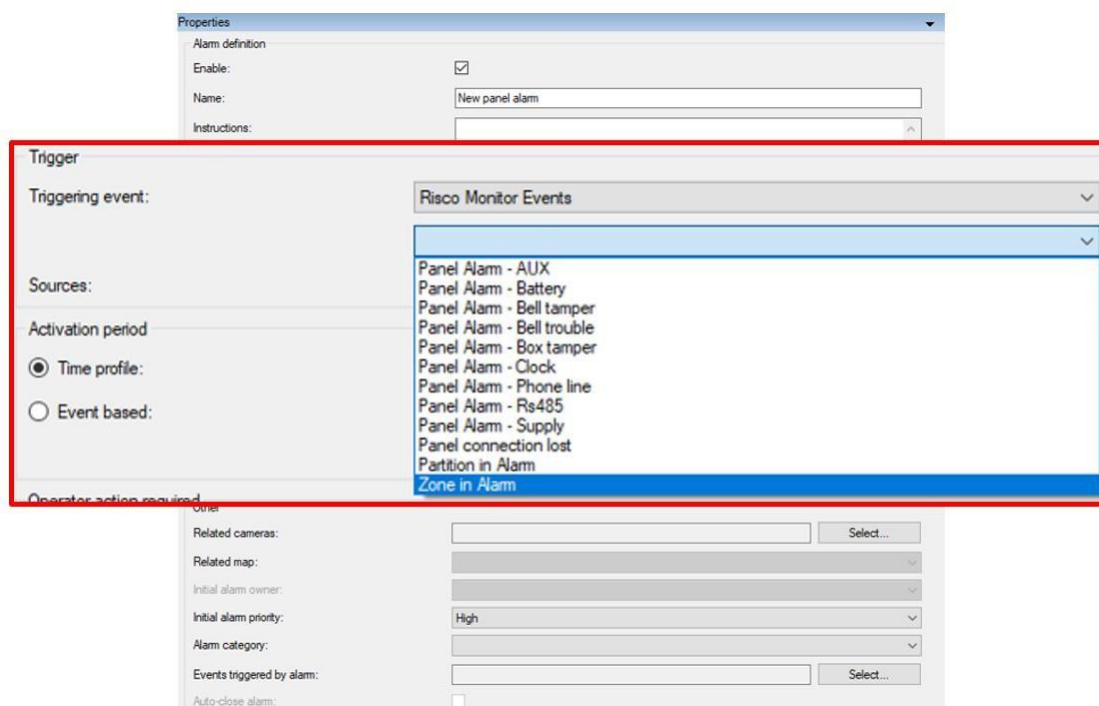 Properties
Alarm definition
Enable:
Name: New panel alarm
Instructions:
Trigger
Triggering event: Risco Monitor Events
Panel Alarm - AUX
Panel Alarm - Battery
Sources:
Panel Alarm - Bell tamper
Panel Alarm - Bell trouble
Activation period
Panel Alarm - Box tamper
Time profile:
Panel Alarm - Clock
Panel Alarm - Phone line
Event based:
Panel Alarm - Rs485
Panel Alarm - Supply
Panel connection lost
Partition in Alarm
Zone in Alarm
Operator action required
Other
Related cameras: Select...
Related map:
Initial alarm owner:
Initial alarm priority: High
Alarm category:
Events triggered by alarm: Select...
Auto-close alarm: